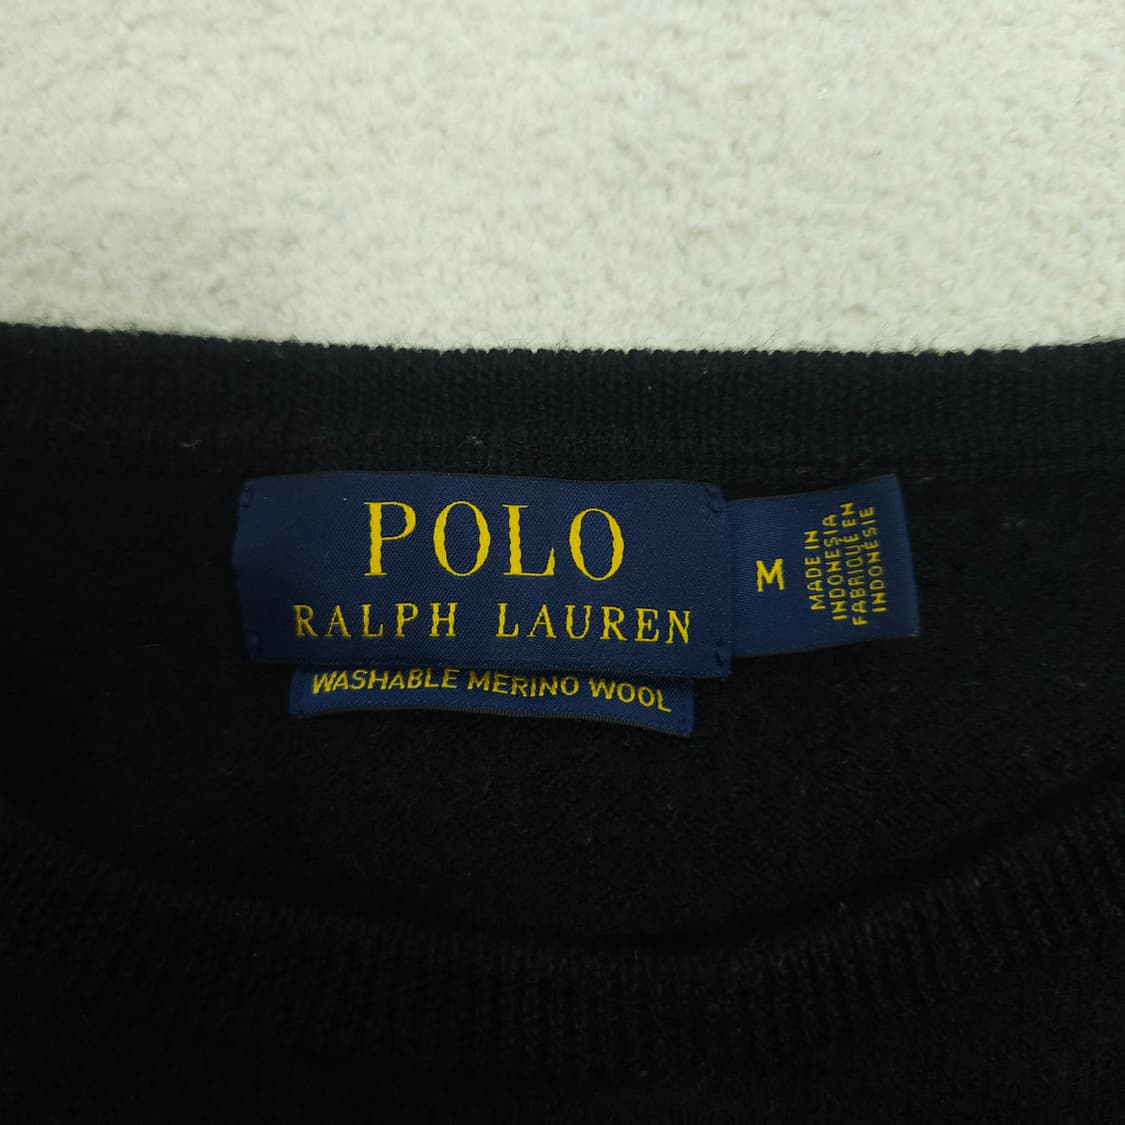 POLO
RALPH LAUREN
WASHABLE MERINO WOOL
M
MADE IN
INDONESIA
FABRIQUÉ EN
INDONÉSIE